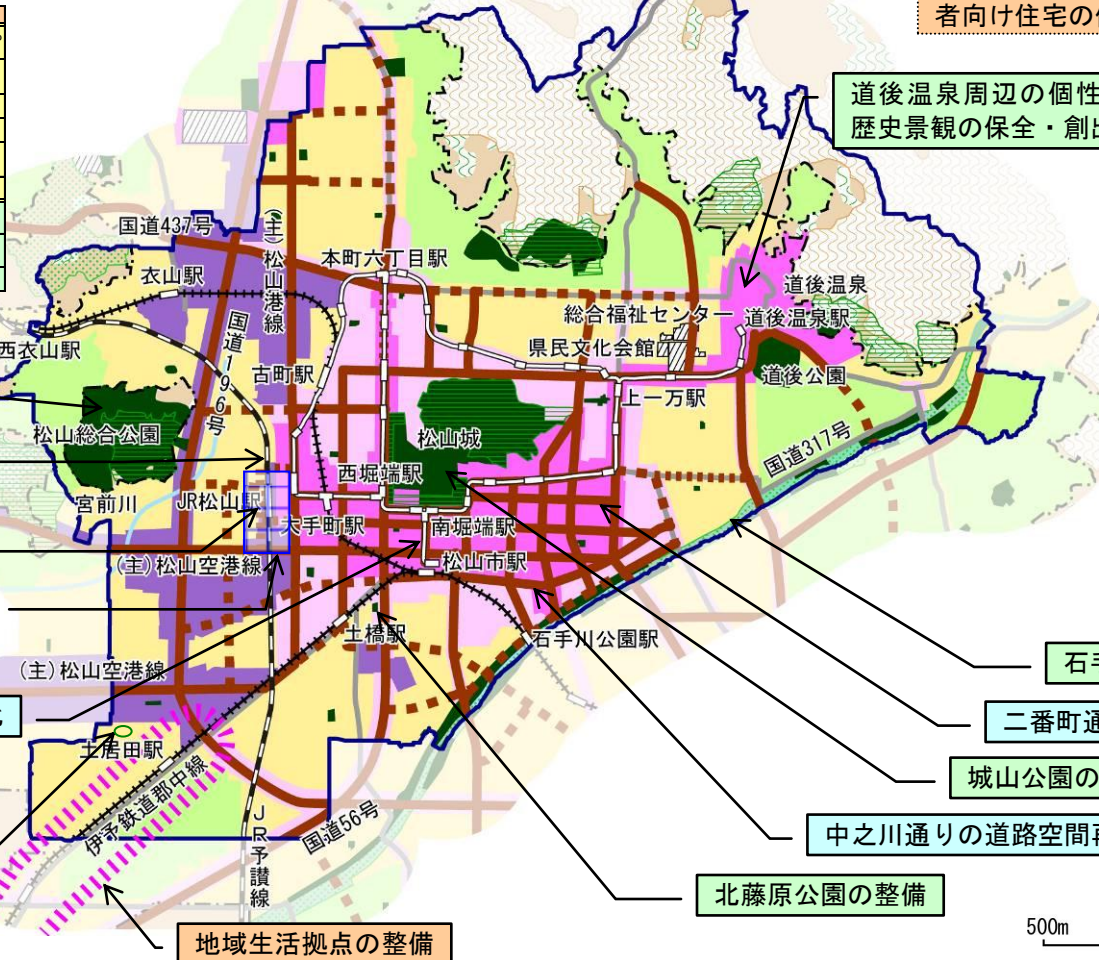 者向け住宅の
道後温泉周辺の個性
歴史景観の保全・創出
国道437号
(主)松山港線
本町六丁目駅
衣山駅
道後温泉
総合福祉センター
道後温泉駅
国道196号
西衣山駅
県民文化会館
古町駅
道後公園
上一万駅
松山総合公園
松山城
国道317号
西堀端駅
宮前川
JR松山駅
大手町駅
南堀端駅
(主)松山空港線
松山市駅
土橋駅
石手川公園駅
(主)松山空港線
石手
二番町通
土居田駅
城山公園の
伊予鉄道郡中線
JR予讃線
国道56号
中之川通りの道路空間再
北藤原公園の整備
500m
地域生活拠点の整備